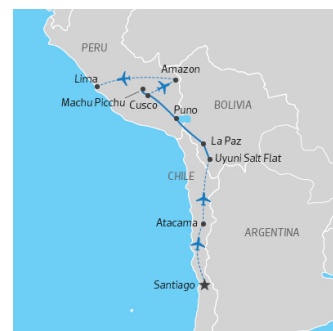 PERU
Amazon
Lima
Machu Picchu
Cusco
BOLIVIA
Puno
La Paz
Uyuni Salt Flat
CHILE
Atacama
ARGENTINA
Santiago